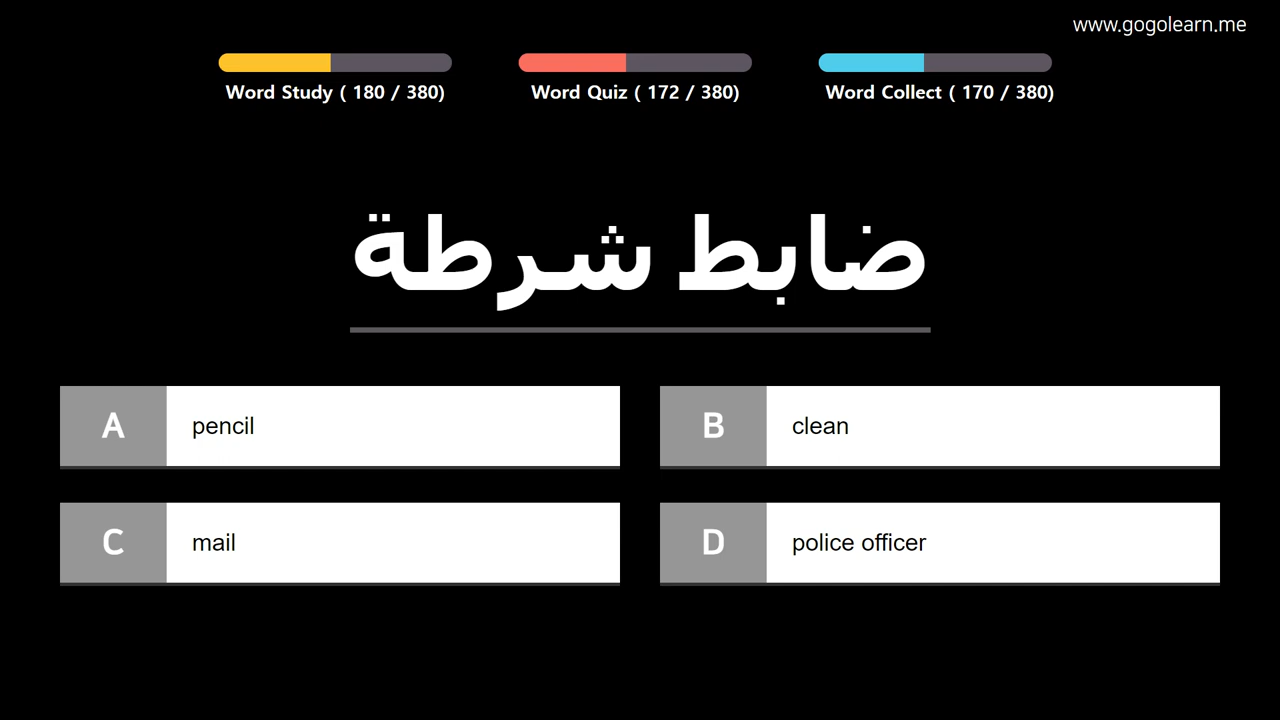 www.gogolearn.me
Word Study ( 180 / 380)
Word Quiz ( 172 / 380)
Word Collect ( 170 / 380)
ضابط شرطة
A
pencil
B
clean
C
mail
D
police officer